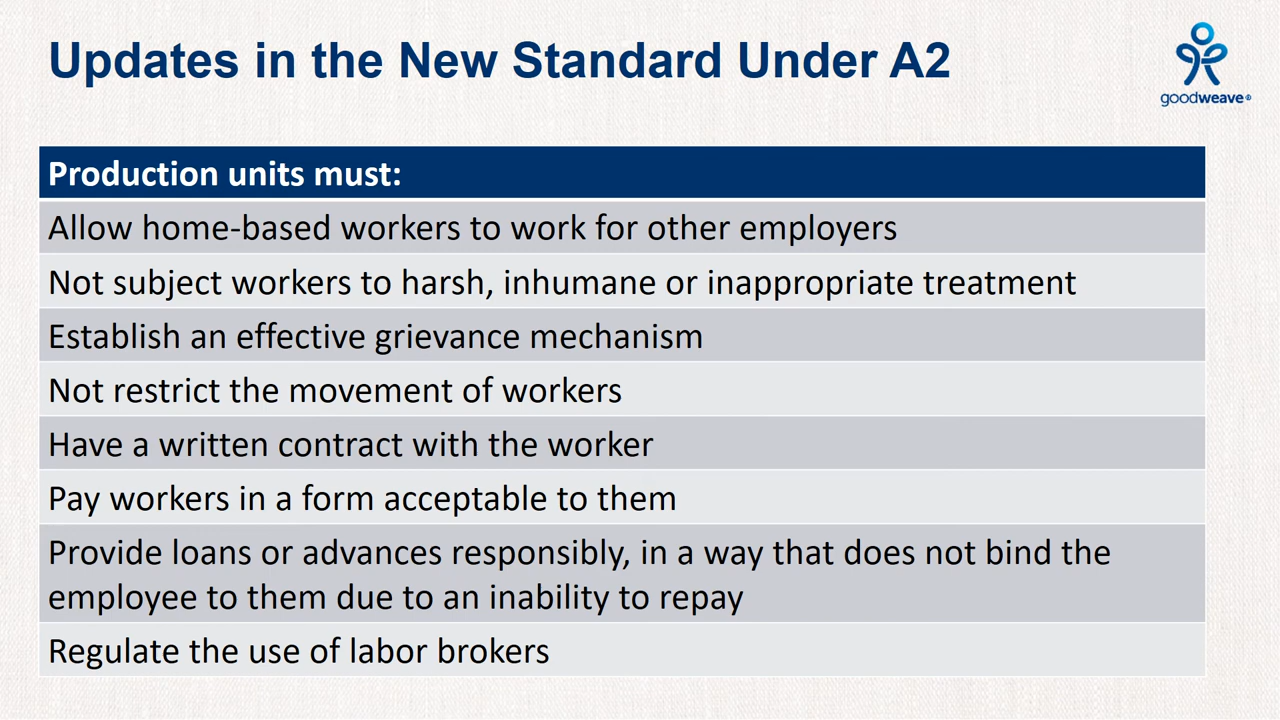 Updates in the New Standard Under A2
goodweave®
Production units must:
Allow home-based workers to work for other employers
Not subject workers to harsh, inhumane or inappropriate treatment
Establish an effective grievance mechanism
Not restrict the movement of workers
Have a written contract with the worker
Pay workers in a form acceptable to them
Provide loans or advances responsibly, in a way that does not bind the
employee to them due to an inability to repay
Regulate the use of labor brokers